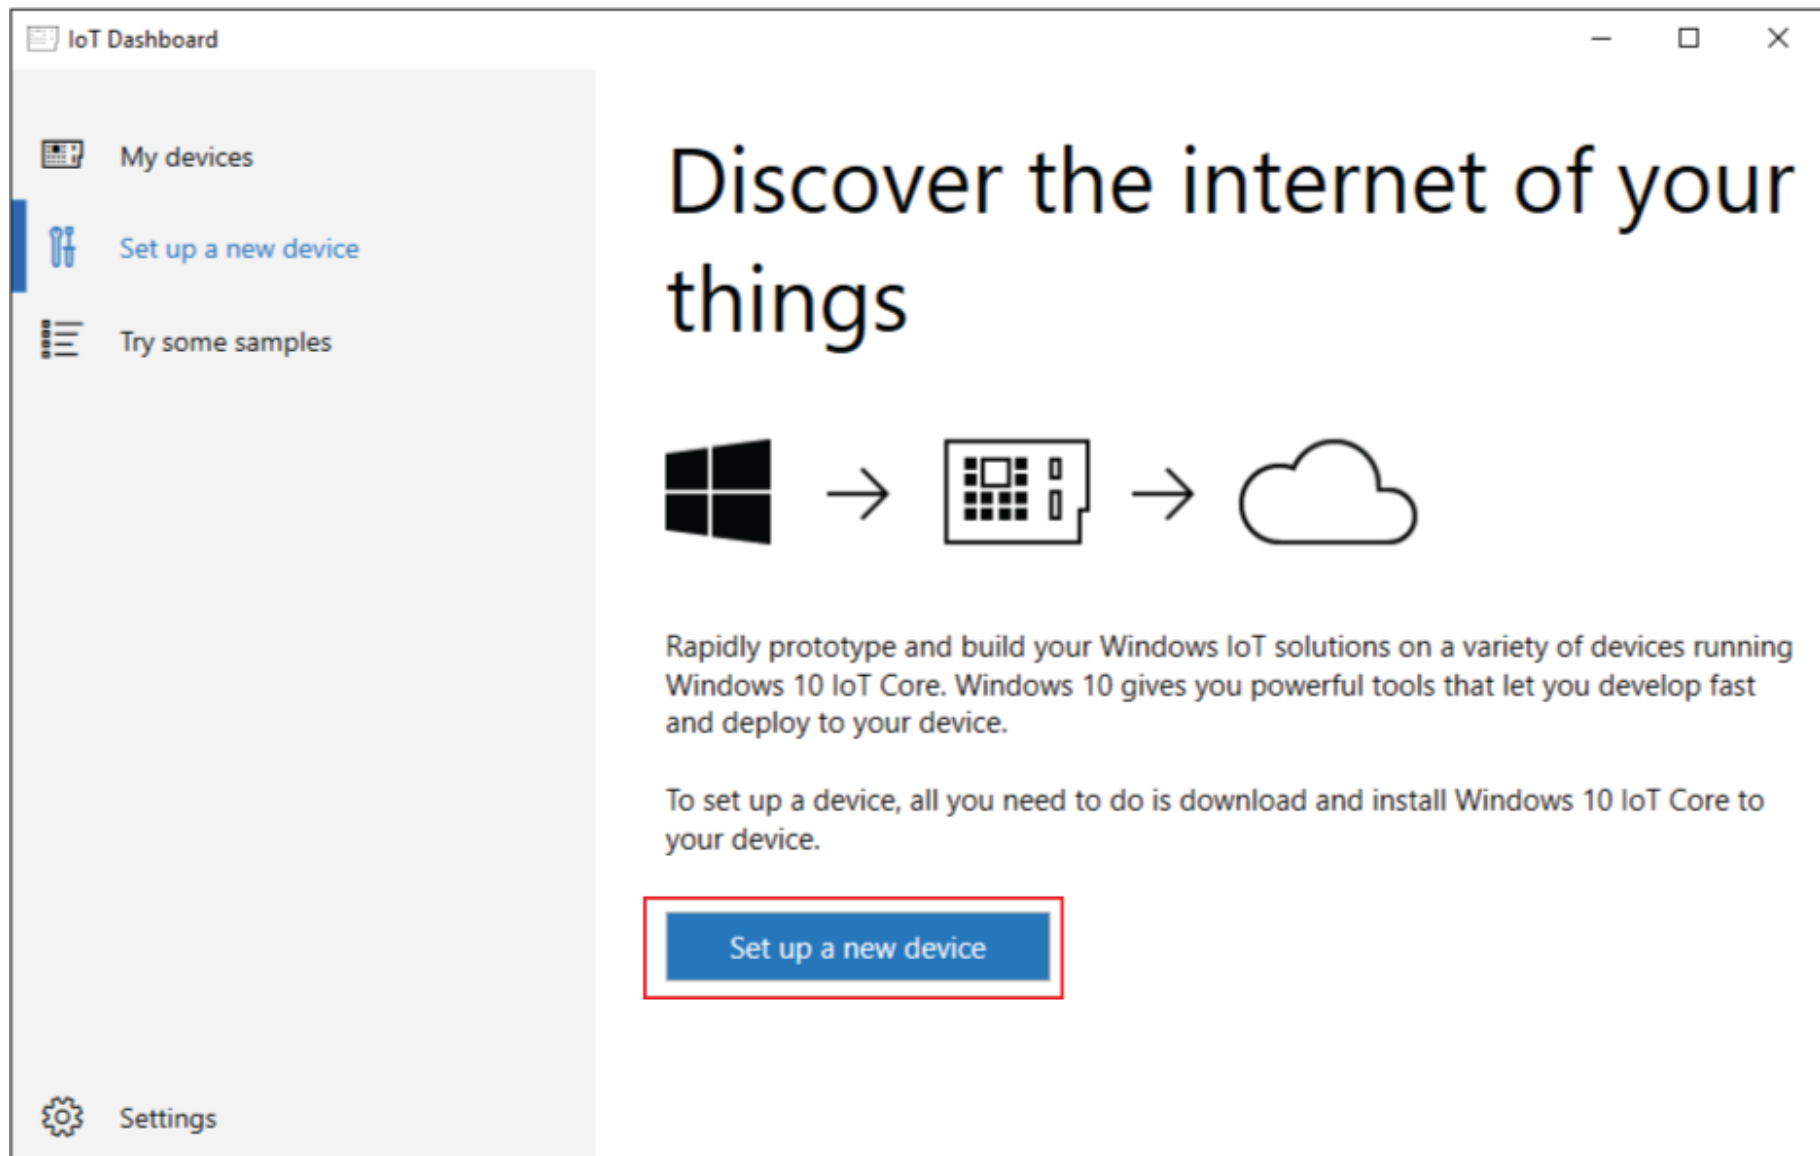 IoT Dashboard
My devices
Set up a new device
Try some samples
Settings
Discover the internet of your
things
Rapidly prototype and build your Windows IoT solutions on a variety of devices running
Windows 10 IoT Core. Windows 10 gives you powerful tools that let you develop fast
and deploy to your device.
To set up a device, all you need to do is download and install Windows 10 IoT Core to
your device.
Set up a new device